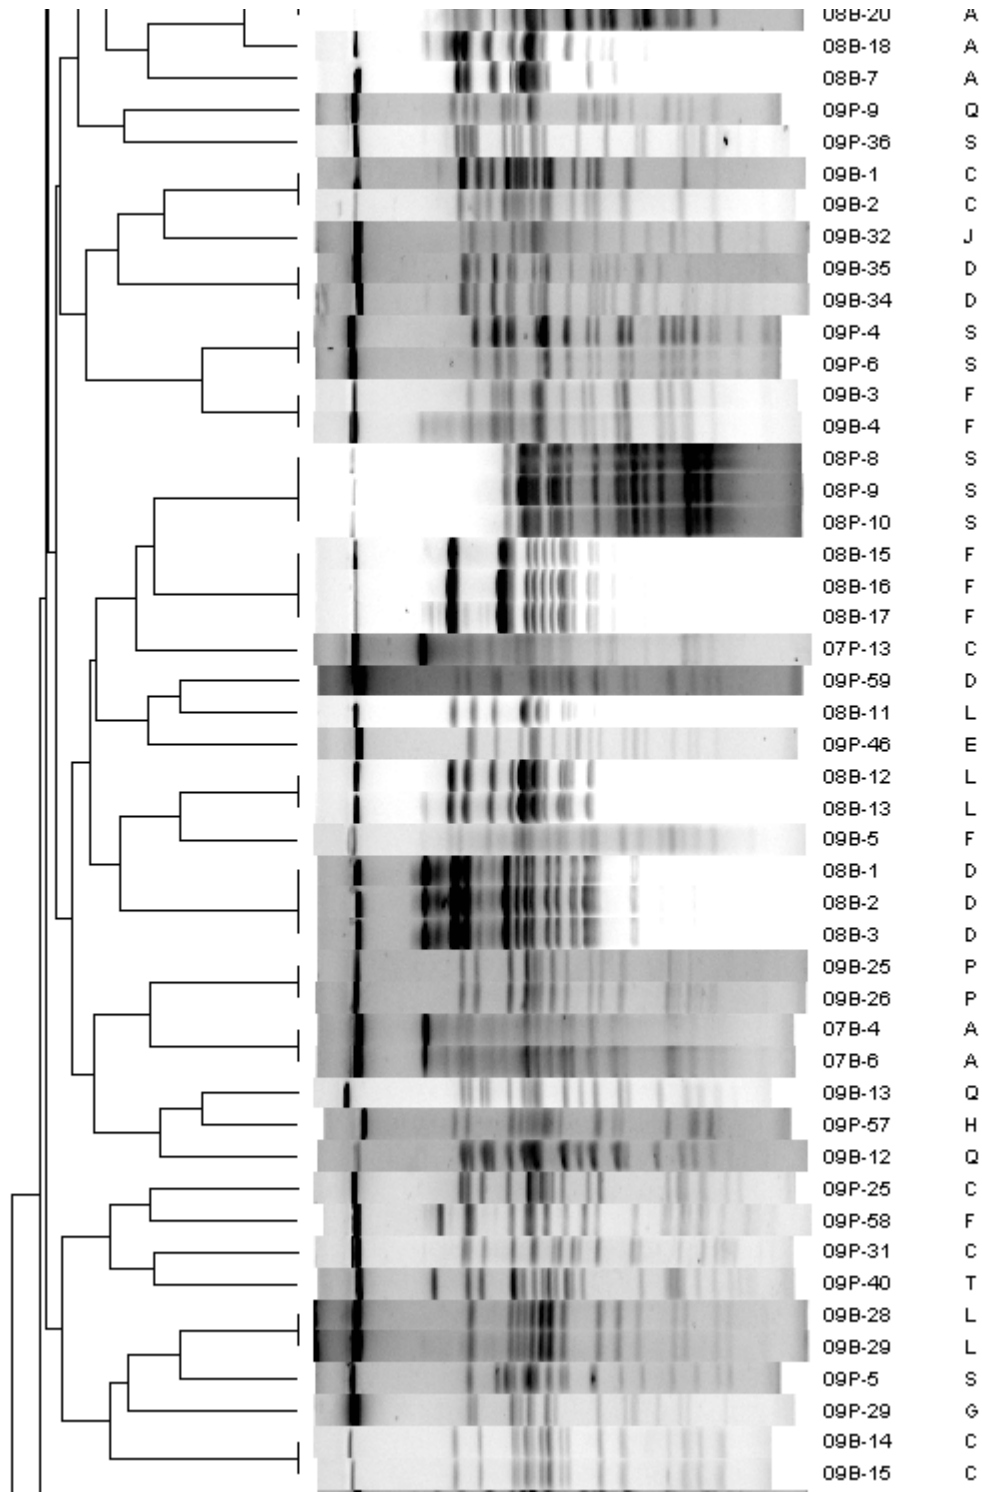 08B-20 A
08B-18 A
08B-7 A
09P-9 Q
09P-36 S
09B-1 C
09B-2 C
09B-32 J
09B-35 D
09B-34 D
09P-4 S
09P-6 S
09B-3 F
09B-4 F
08P-8 S
08P-9 S
08P-10 S
08B-15 F
08B-16 F
08B-17 F
07P-13 C
09P-59 D
08B-11 L
09P-46 E
08B-12 L
08B-13 L
09B-5 F
08B-1 D
08B-2 D
08B-3 D
09B-25 P
09B-26 P
07B-4 A
07B-6 A
09B-13 Q
09P-57 H
09B-12 Q
09P-25 C
09P-58 F
09P-31 C
09P-40 T
09B-28 L
09B-29 L
09P-5 S
09P-29 G
09B-14 C
09B-15 C